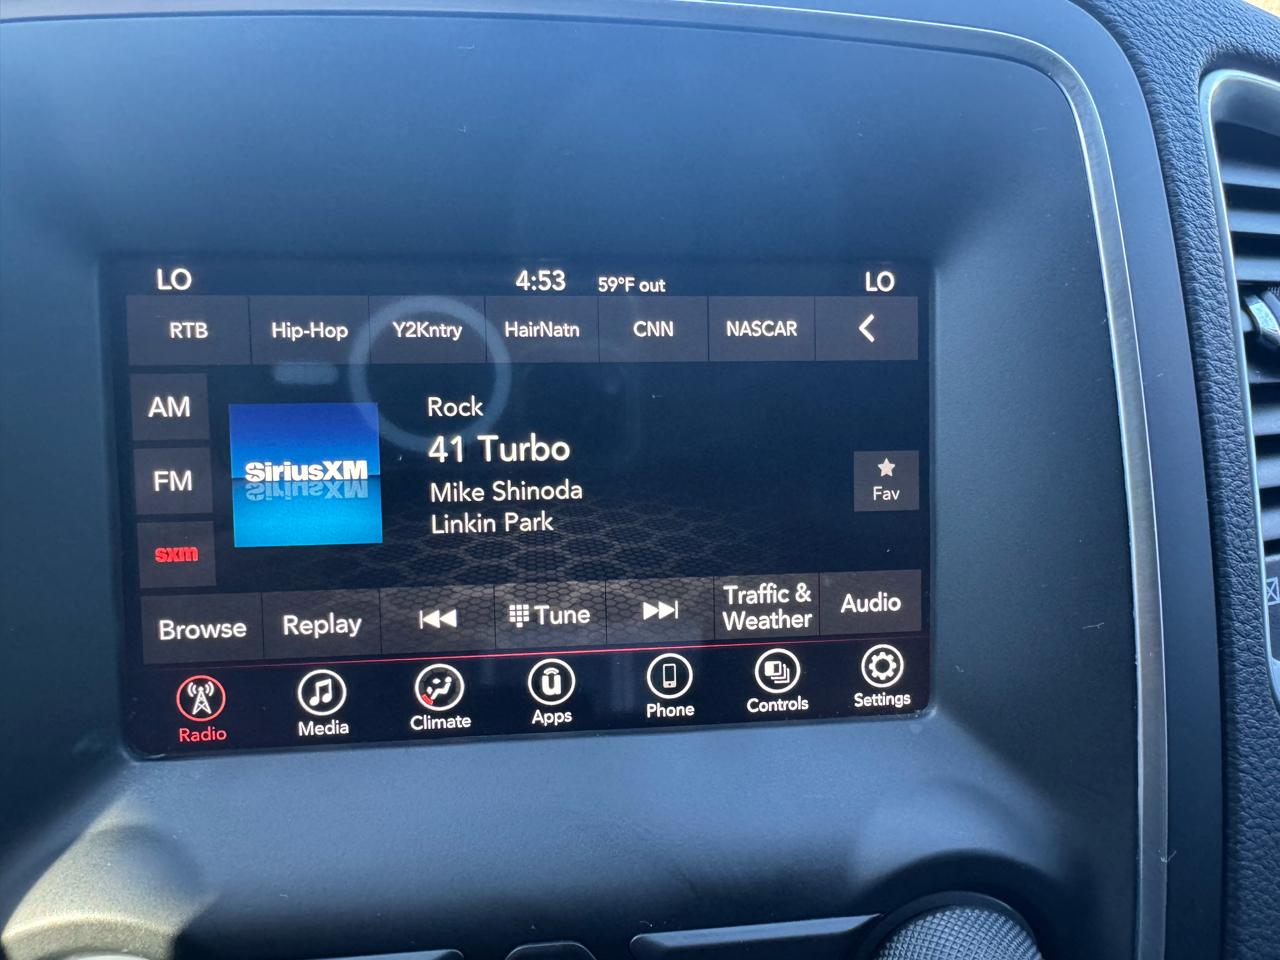 LO 4:53 59°F out LO
RTB Hip-Hop Y2Kntry HairNatn CNN NASCAR
AM
FM
sxm
SiriusXM
Rock
41 Turbo
Mike Shinoda
Linkin Park
Fav
Browse Replay Tune Traffic & Weather Audio
Radio Media Climate Apps Phone Controls Settings